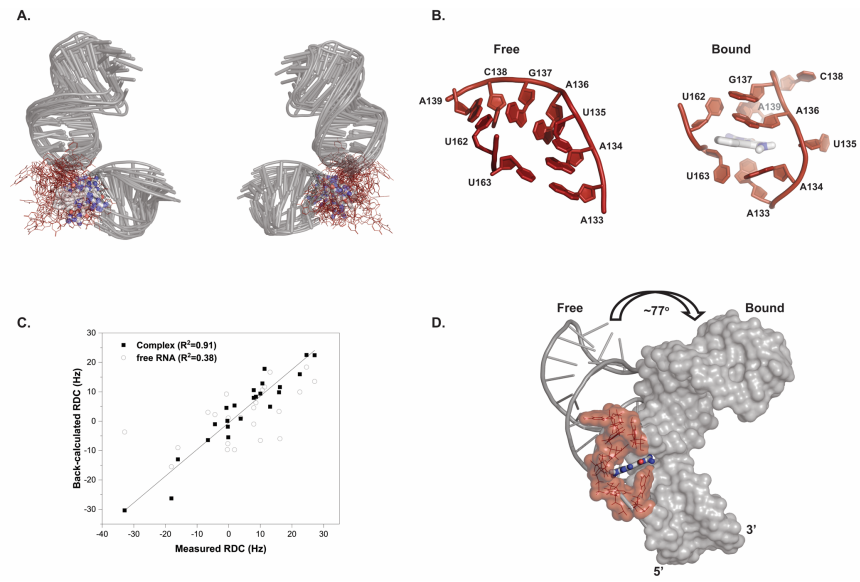 A.
B.
Free
Bound
C138
G137
A136
A139
U135
U162
A134
U163
A133
G137
C138
U162
A139
A136
U135
U163
A134
A133
C.
Complex (R²=0.91)
free RNA (R²=0.38)
Back-calculated RDC (Hz)
30
20
10
0
-10
-20
-30
-40
-30
-20
-10
0
10
20
30
Measured RDC (Hz)
D.
Free
~77°
Bound
3'
5'